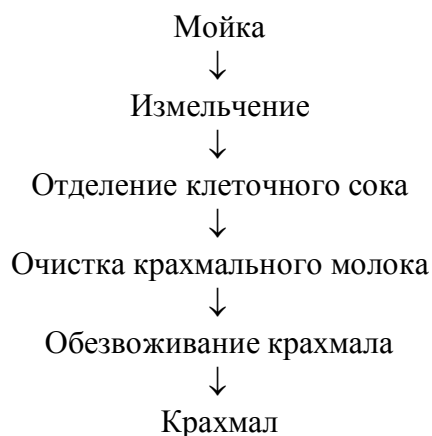 Мойка
↓
Измельчение
↓
Отделение клеточного сока
↓
Очистка крахмального молока
↓
Обезвоживание крахмала
↓
Крахмал